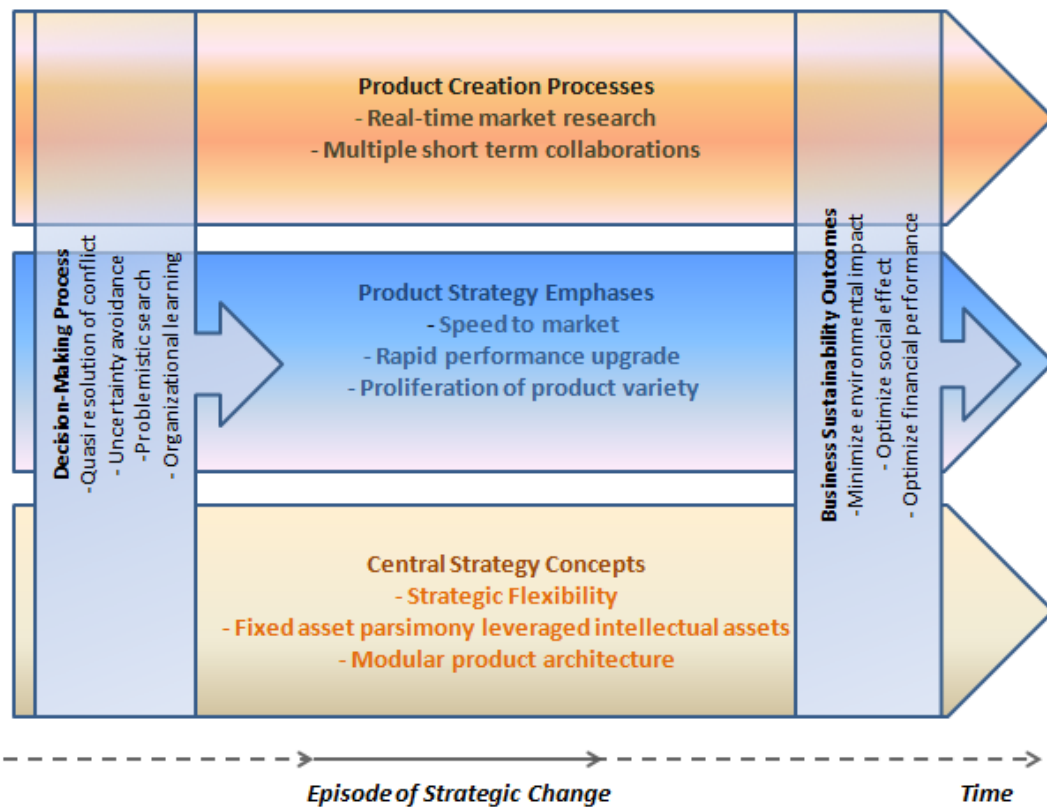 Product Creation Processes
- Real-time market research
- Multiple short term collaborations
Decision-Making Process
-Quasi resolution of conflict
- Uncertainty avoidance
-Problemistic search
- Organizational learning
Product Strategy Emphases
- Speed to market
- Rapid performance upgrade
- Proliferation of product variety
Business Sustainability Outcomes
-Minimize environmental impact
- Optimize social effect
- Optimize financial performance
Central Strategy Concepts
- Strategic Flexibility
- Fixed asset parsimony leveraged intellectual assets
- Modular product architecture
Episode of Strategic Change
Time